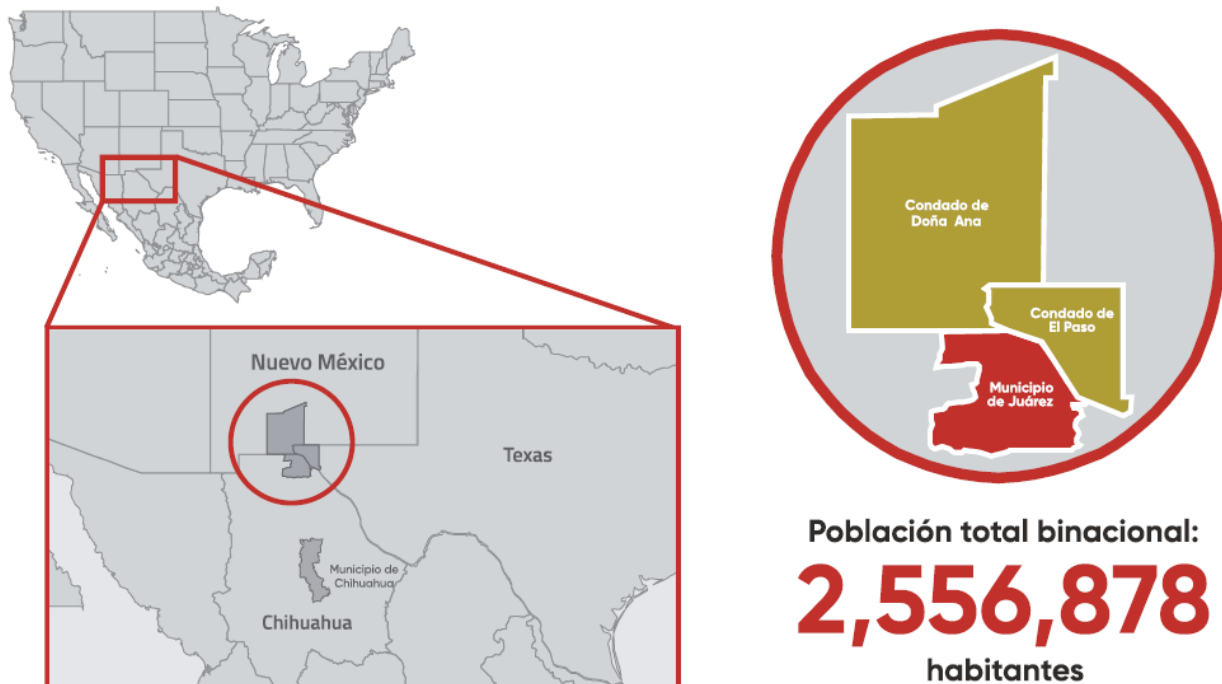 Nuevo México
Texas
Municipio de
Chihuahua
Chihuahua
Condado de
Doña Ana
Condado de
El Paso
Municipio
de Juárez
Población total binacional:
2,556,878
habitantes